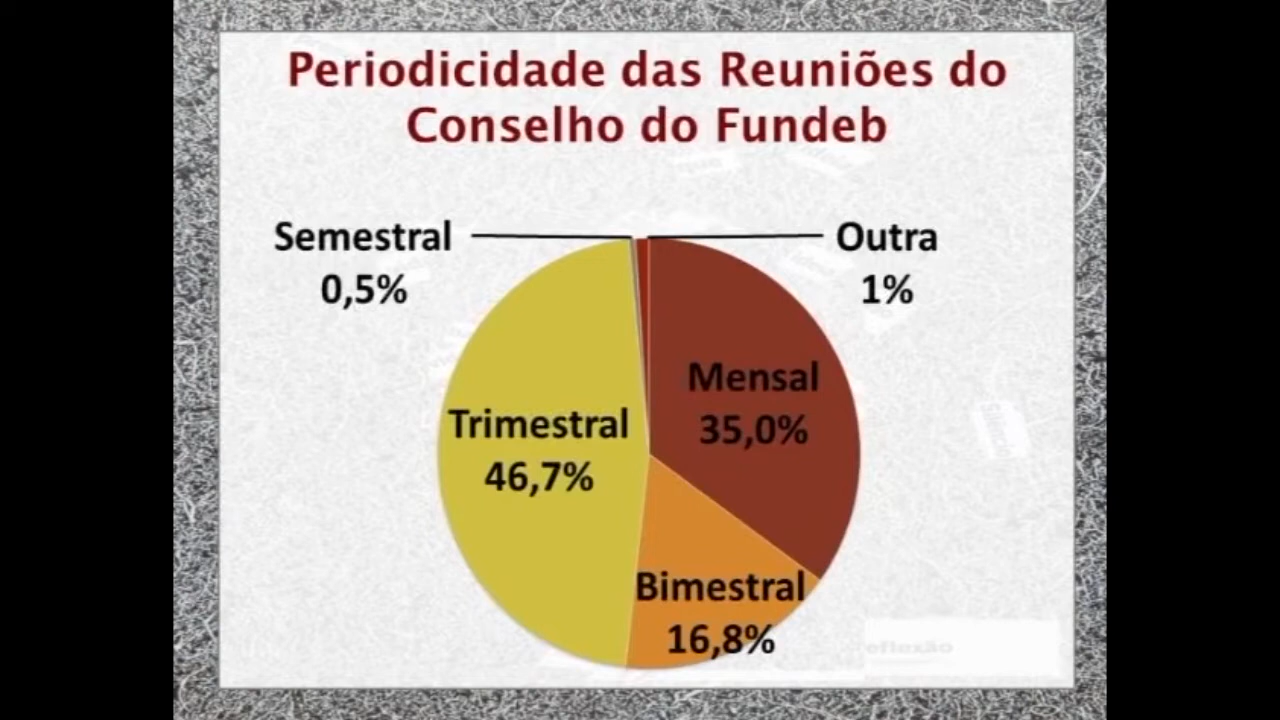 Periodicidade das Reuniões do
Conselho do Fundeb
Semestral
0,5%
Outra
1%
Mensal
35,0%
Trimestral
46,7%
Bimestral
16,8%